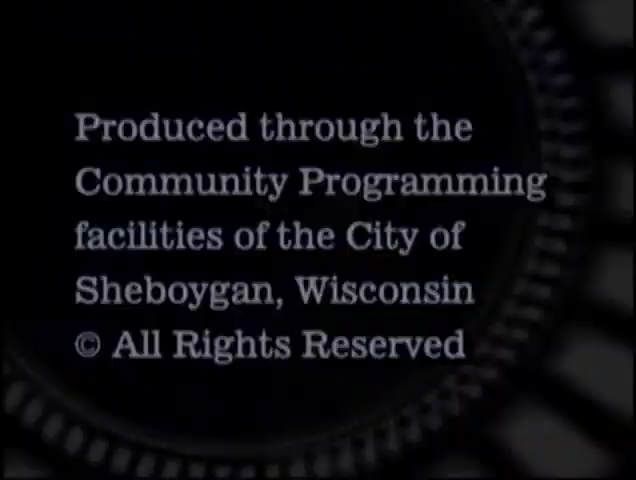 Produced through the
Community Programming
facilities of the City of
Sheboygan, Wisconsin
© All Rights Reserved